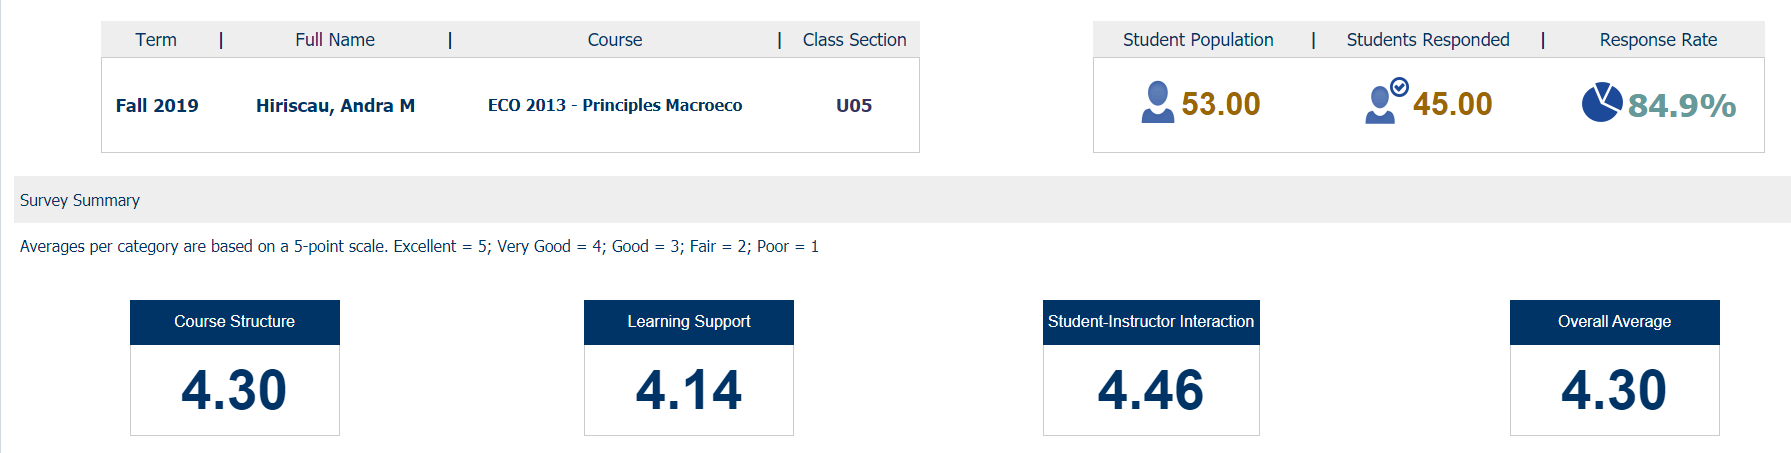 Term | Full Name | Course | Class Section
Student Population | Students Responded | Response Rate
Fall 2019 Hiriscau, Andra M ECO 2013 - Principles Macroeco U05
53.00 45.00 84.9%
Survey Summary
Averages per category are based on a 5-point scale. Excellent = 5; Very Good = 4; Good = 3; Fair = 2; Poor = 1
Course Structure
4.30
Learning Support
4.14
Student-Instructor Interaction
4.46
Overall Average
4.30